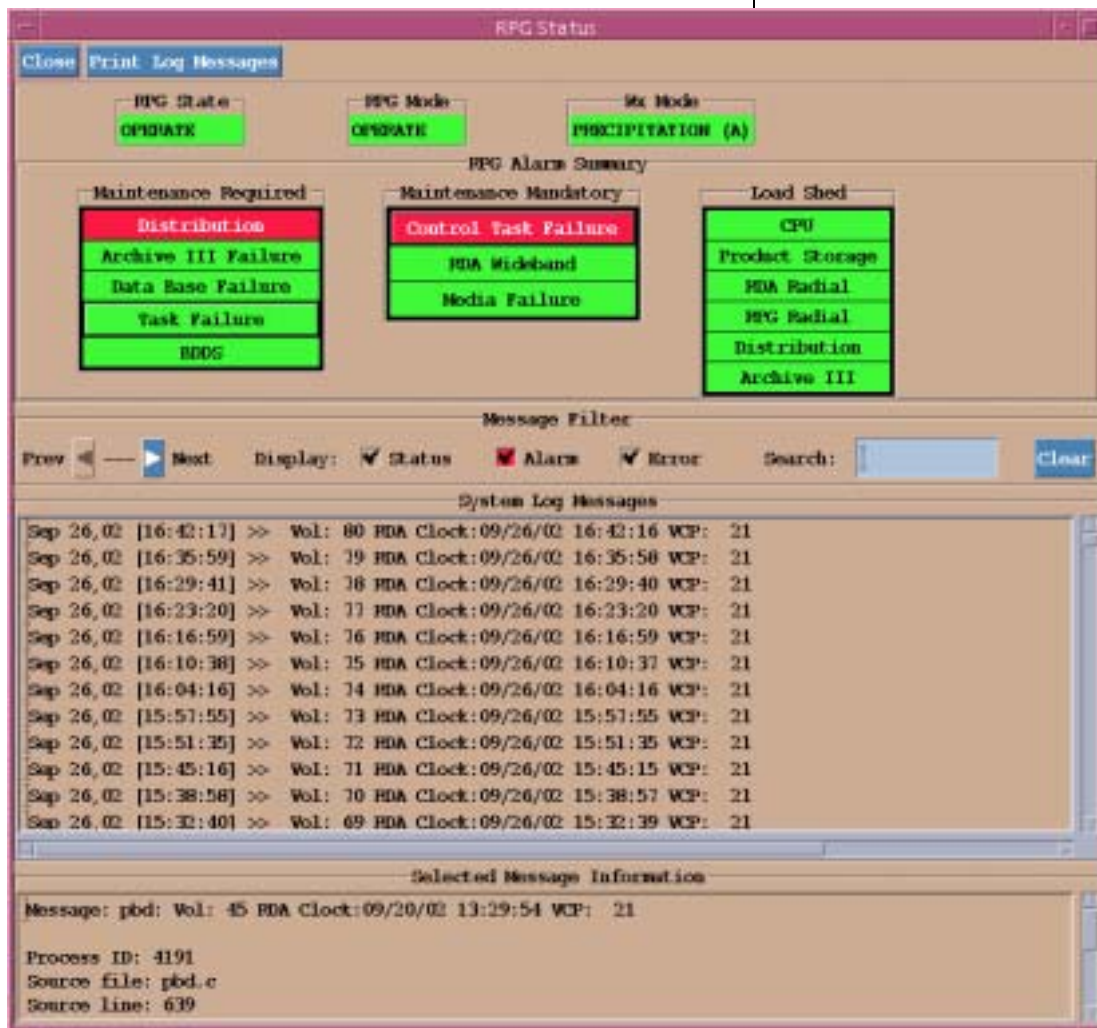 RPG Status
Close Print Log Messages
RPG State RPG Mode Wx Mode
OPERATE OPERATE PRECIPITATION (A)
RPG Alarm Summary
Maintenance Required Maintenance Mandatory Load Shed
Distribution Control Task Failure CPU
Archive III Failure RDA Wideband Product Storage
Data Base Failure Media Failure RDA Radial
Task Failure RPG Radial
BDDS Distribution
Archive III
Message Filter
Prev --- Next Display: Status Alarm Error Search: Clear
System Log Messages
Sep 26,02 [16:42:17] >> Vol: 80 RDA Clock:09/26/02 16:42:16 VCP: 21
Sep 26,02 [16:35:59] >> Vol: 79 RDA Clock:09/26/02 16:35:58 VCP: 21
Sep 26,02 [16:29:41] >> Vol: 78 RDA Clock:09/26/02 16:29:40 VCP: 21
Sep 26,02 [16:23:20] >> Vol: 77 RDA Clock:09/26/02 16:23:20 VCP: 21
Sep 26,02 [16:16:59] >> Vol: 76 RDA Clock:09/26/02 16:16:59 VCP: 21
Sep 26,02 [16:10:38] >> Vol: 75 RDA Clock:09/26/02 16:10:37 VCP: 21
Sep 26,02 [16:04:16] >> Vol: 74 RDA Clock:09/26/02 16:04:16 VCP: 21
Sep 26,02 [15:57:55] >> Vol: 73 RDA Clock:09/26/02 15:57:55 VCP: 21
Sep 26,02 [15:51:35] >> Vol: 72 RDA Clock:09/26/02 15:51:35 VCP: 21
Sep 26,02 [15:45:16] >> Vol: 71 RDA Clock:09/26/02 15:45:15 VCP: 21
Sep 26,02 [15:38:58] >> Vol: 70 RDA Clock:09/26/02 15:38:57 VCP: 21
Sep 26,02 [15:32:40] >> Vol: 69 RDA Clock:09/26/02 15:32:39 VCP: 21
Selected Message Information
Message: pbd: Vol: 45 RDA Clock:09/20/02 13:29:54 VCP: 21
Process ID: 4191
Source file: pbd.c
Source line: 639